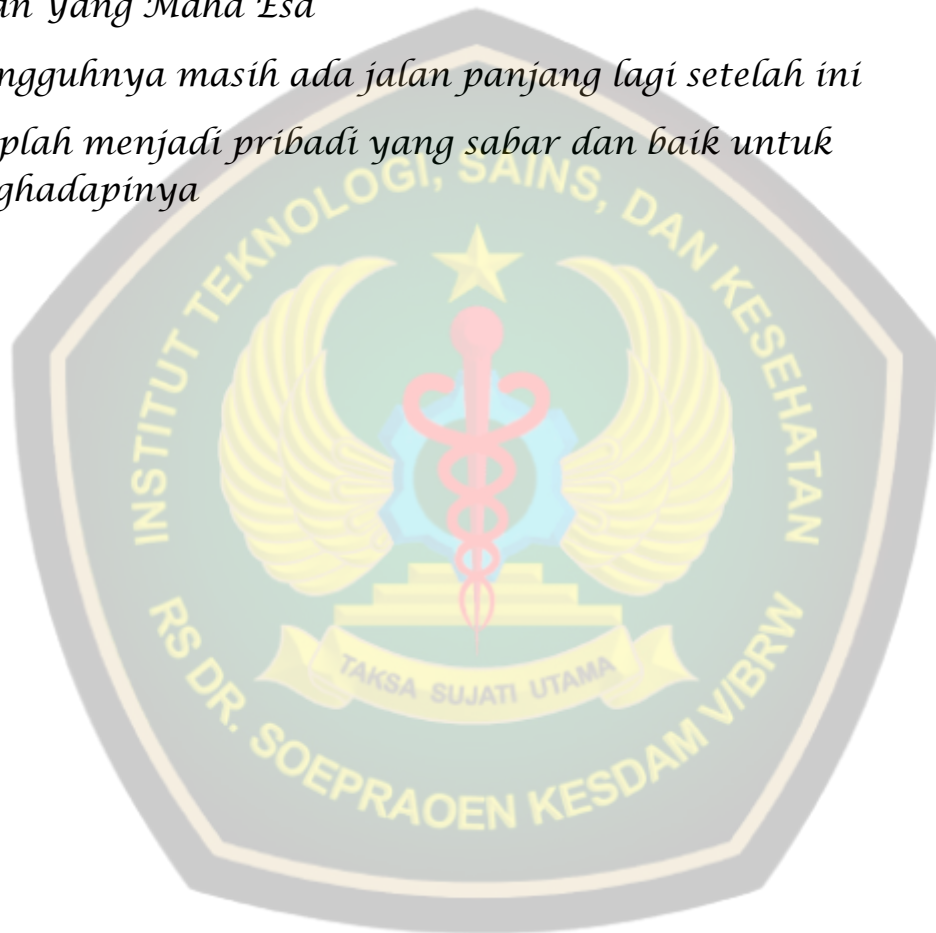 an Yang Maha Esa
ngguhnya masih ada jalan panjang lagi setelah ini
plah menjadi pribadi yang sabar dan baik untuk
ghadapinya
INSTITUT TEKNOLOGI, SAINS, DAN KESEHATAN
TAKSA SUJATI UTAMA
RS DR. SOEPRAOEN KESDAM V/BRW